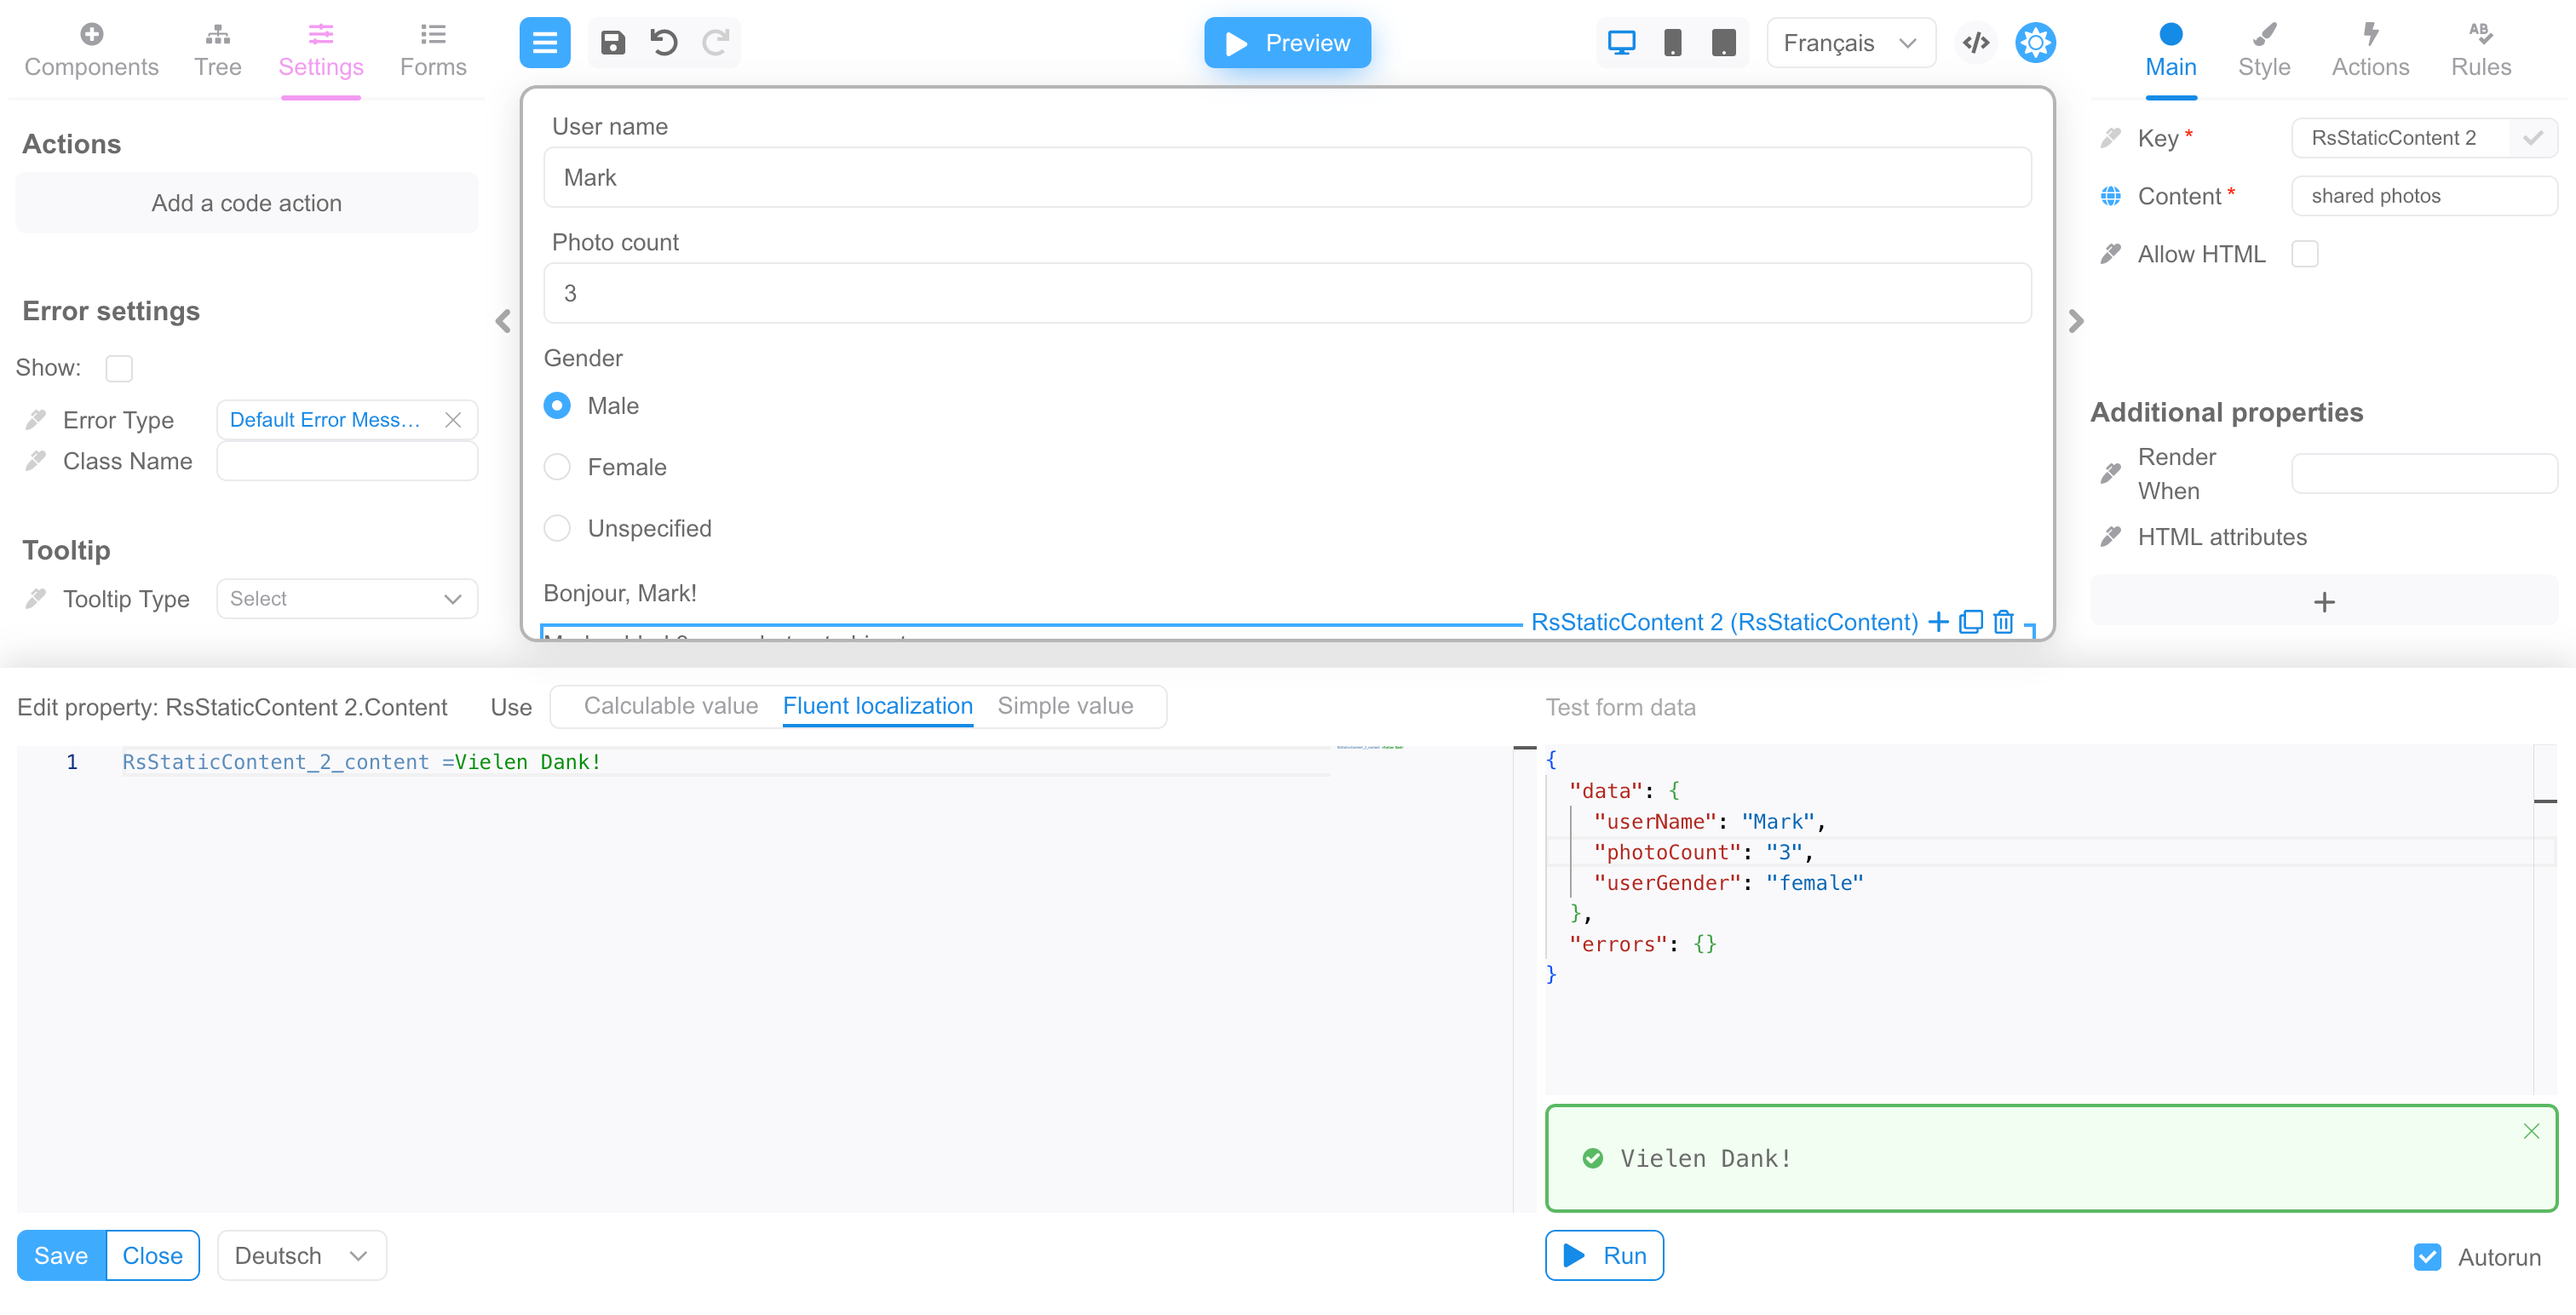 Components
Tree
Settings
Forms
Preview
Français
Main
Style
Actions
Rules
Actions
Add a code action
Error settings
Show:
Error Type
Default Error Mess...
Class Name
Tooltip
Tooltip Type
Select
User name
Mark
Photo count
3
Gender
Male
Female
Unspecified
Bonjour, Mark!
RsStaticContent 2 (RsStaticContent)
Key *
RsStaticContent 2
Content *
shared photos
Allow HTML
Additional properties
Render
When
HTML attributes
Edit property: RsStaticContent 2.Content
Use
Calculable value
Fluent localization
Simple value
1 RsStaticContent_2_content =Vielen Dank!
Test form data
{
"data": {
"userName": "Mark",
"photoCount": "3",
"userGender": "female"
},
"errors": {}
}
Vielen Dank!
Save
Close
Deutsch
Run
Autorun